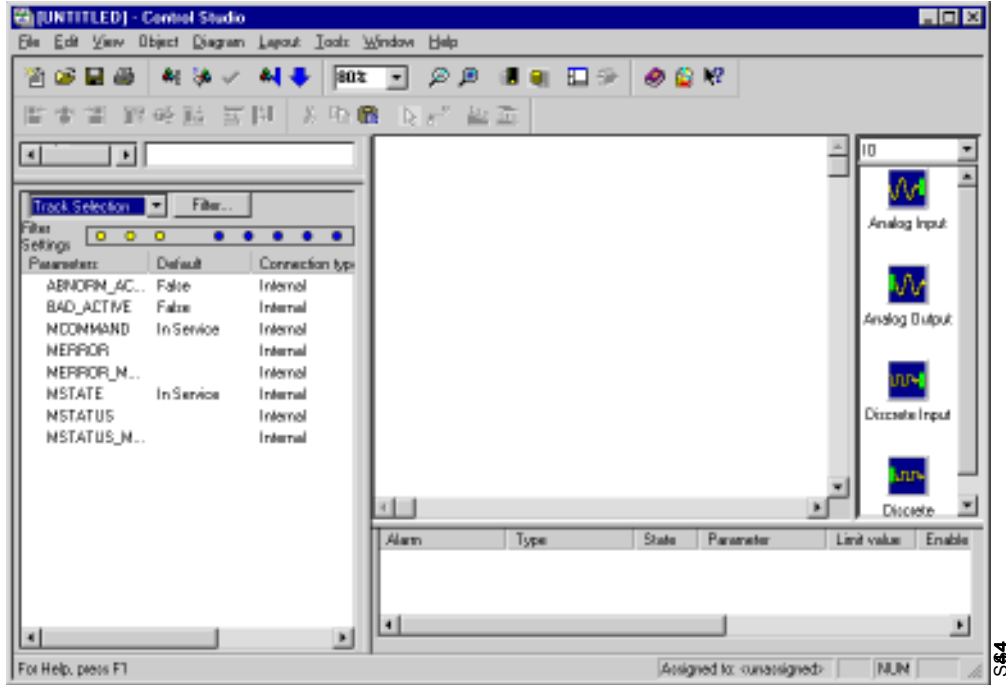 [UNTITLED] - Control Studio
File Edit View Object Diagram Layout Tools Window Help
80%
IO
Track Selection Filter...
Filter Settings
Parameters Default Connection type
ABNORM_AC... False Internal
BAD_ACTIVE False Internal
MCOMMAND In Service Internal
MERROR Internal
MERROR_M... Internal
MSTATE In Service Internal
MSTATUS Internal
MSTATUS_M... Internal
Analog Input
Analog Output
Discrete Input
Discrete
Alarm Type State Parameter Limit value Enable
For Help, press F1
Assigned to: <unassigned> NUM